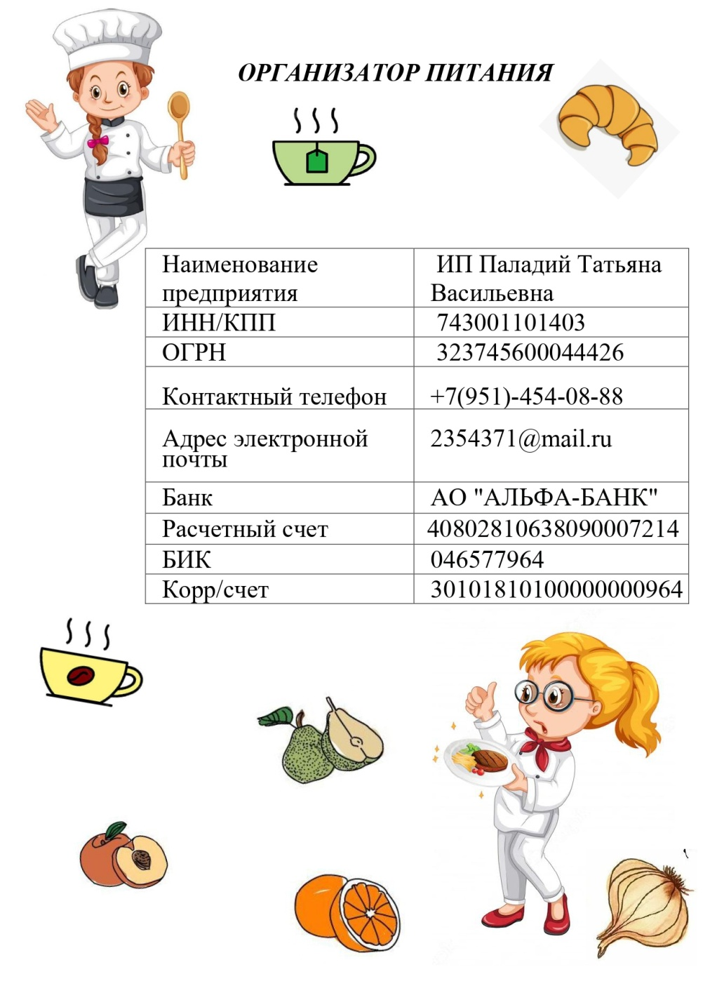 ОРГАНИЗАТОР ПИТАНИЯ
Наименование
предприятия
ИП Паладий Татьяна
Васильевна
ИНН/КПП
743001101403
ОГРН
323745600044426
Контактный телефон
+7(951)-454-08-88
Адрес электронной
почты
2354371@mail.ru
Банк
АО "АЛЬФА-БАНК"
Расчетный счет
40802810638090007214
БИК
046577964
Корр/счет
30101810100000000964